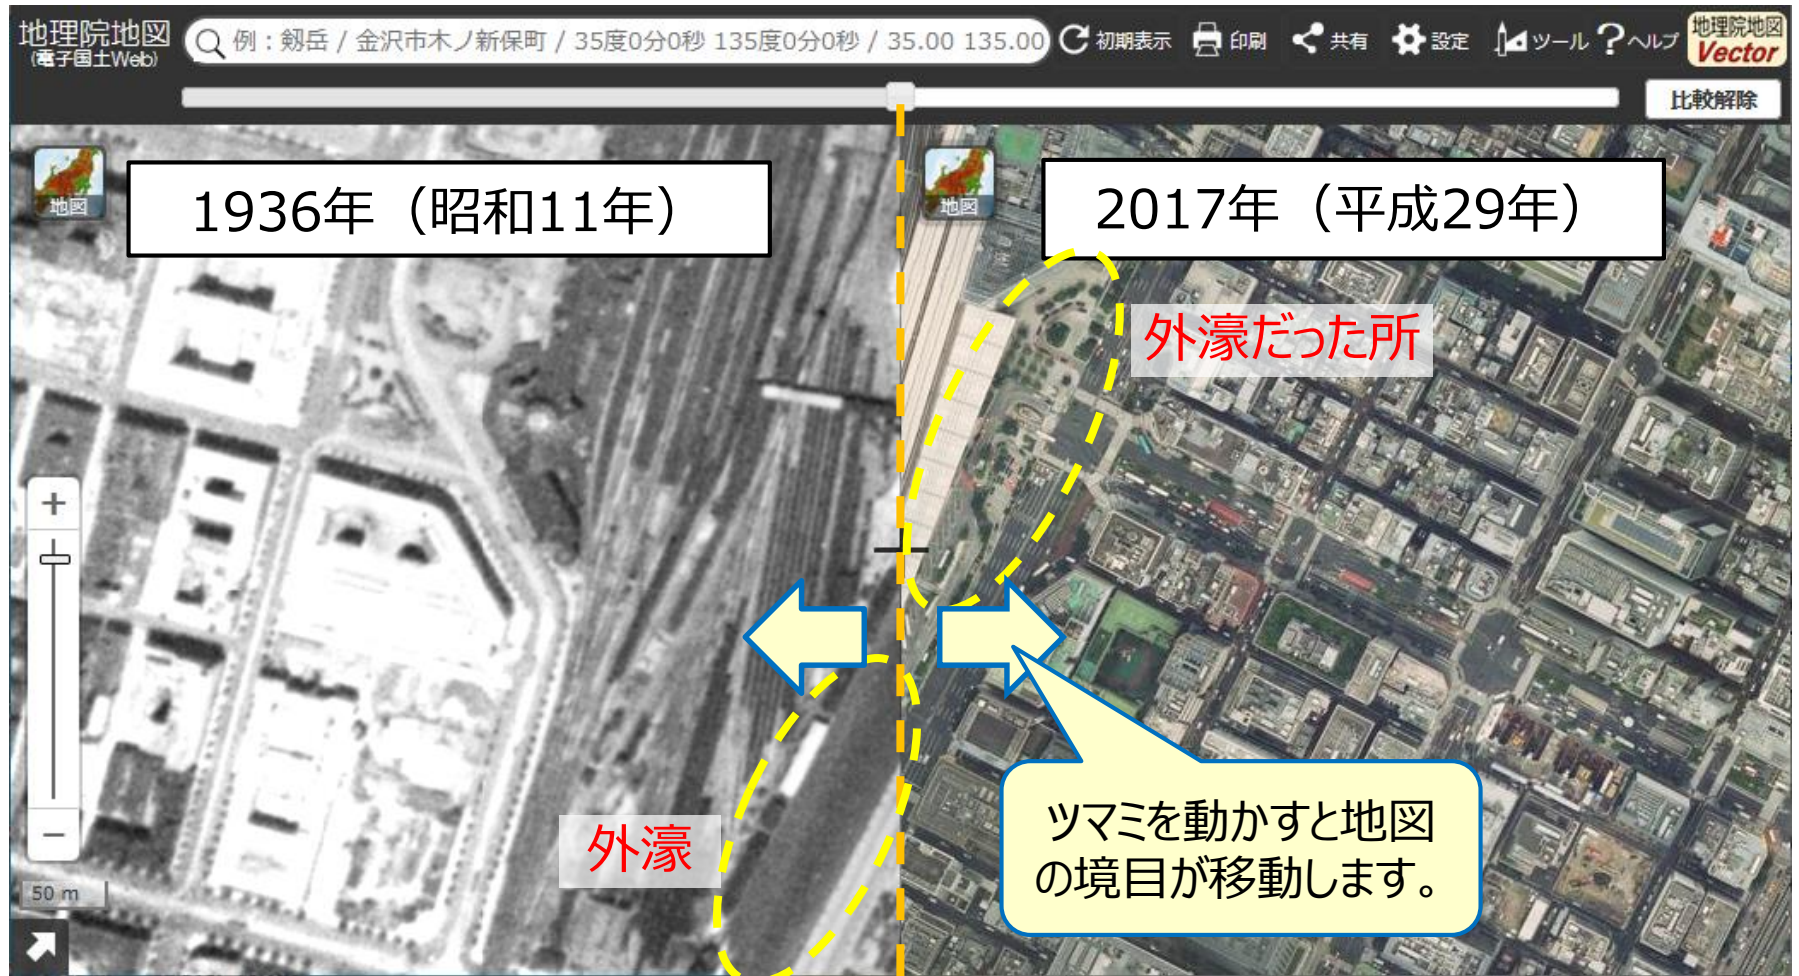 地理院地図
(電子国土Web)
例：剱岳 / 金沢市木ノ新保町 / 35度0分0秒 135度0分0秒 / 35.00 135.00
初期表示
印刷
共有
設定
ツール
?ヘルプ
地理院地図
Vector
比較解除
地図
1936年（昭和11年）
地図
2017年（平成29年）
外濠だった所
+
外濠
ツマミを動かすと地図
の境目が移動します。
−
50 m